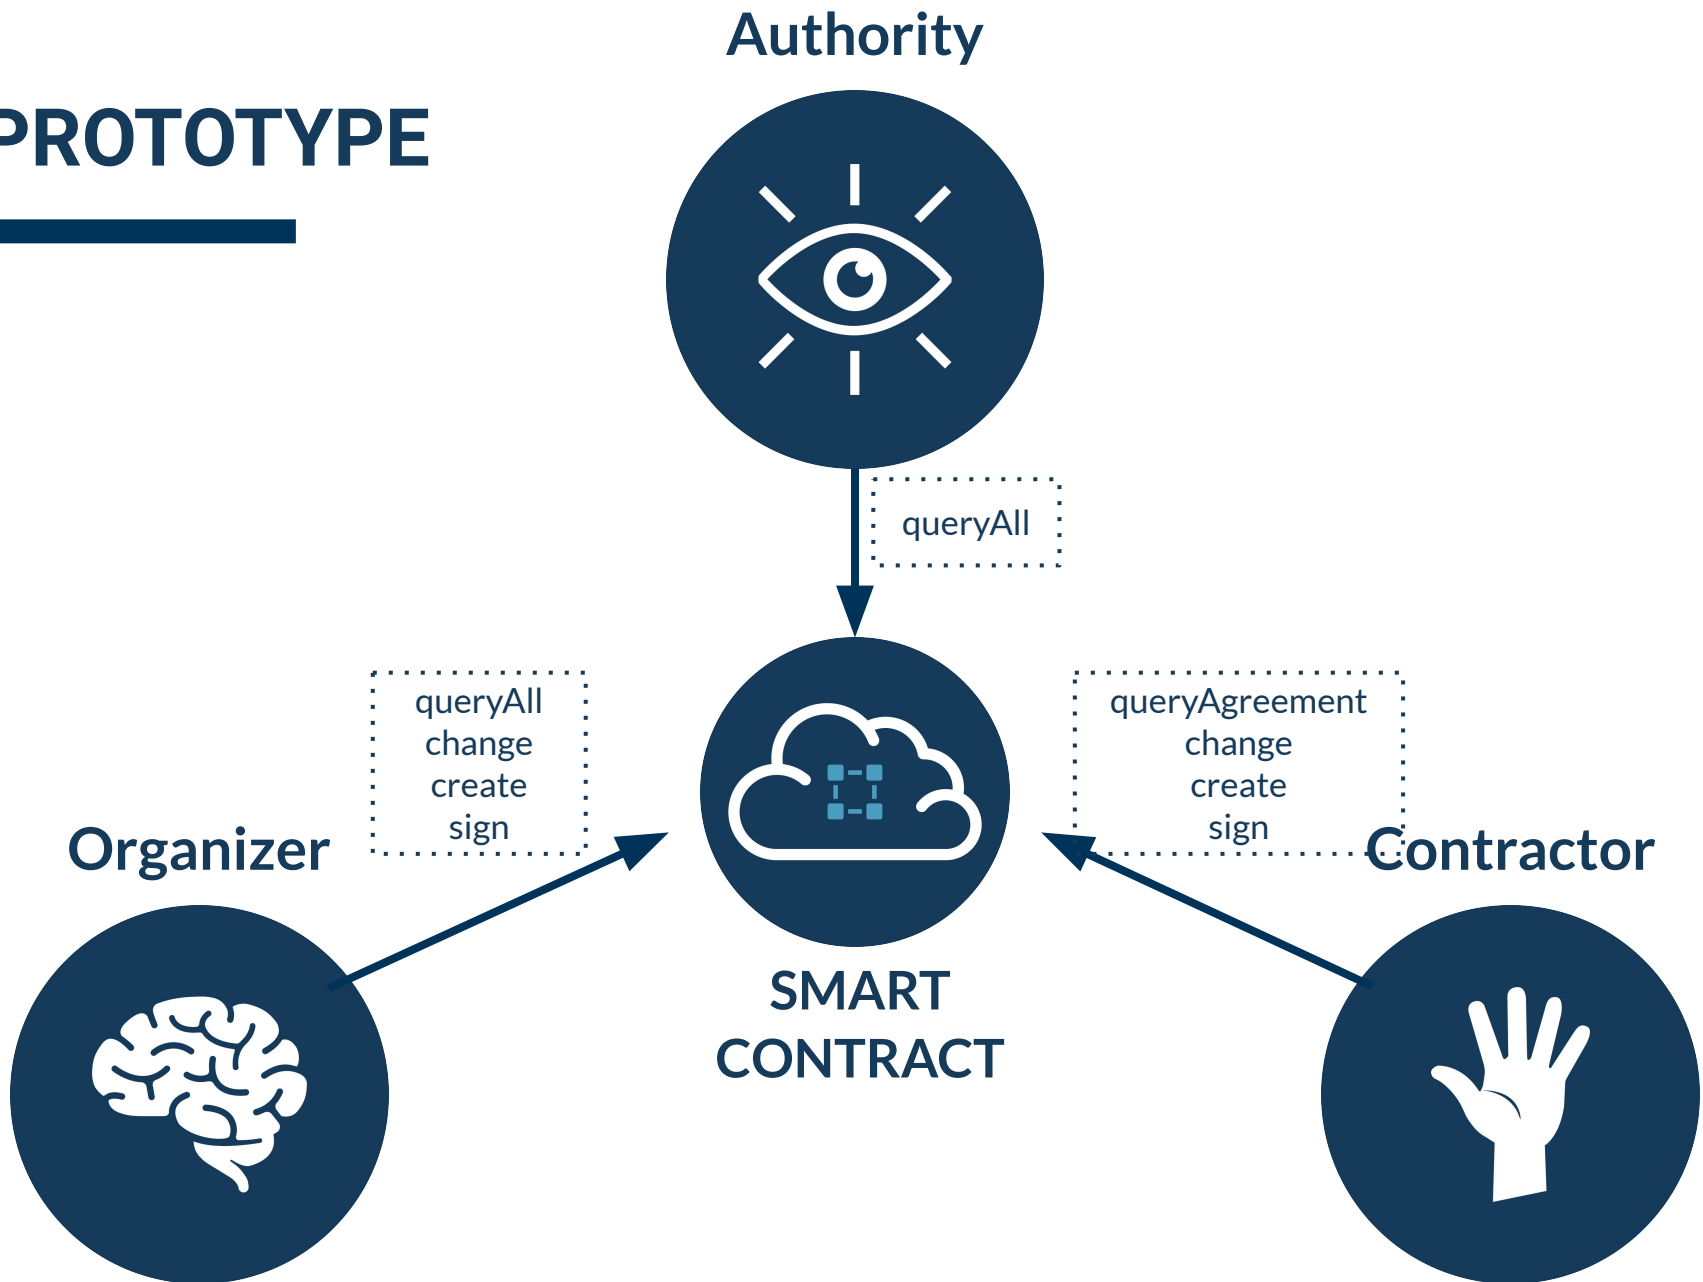 Authority
PROTOTYPE
queryAll
queryAll
change
create
sign
queryAgreement
change
create
sign
Organizer
Contractor
SMART
CONTRACT